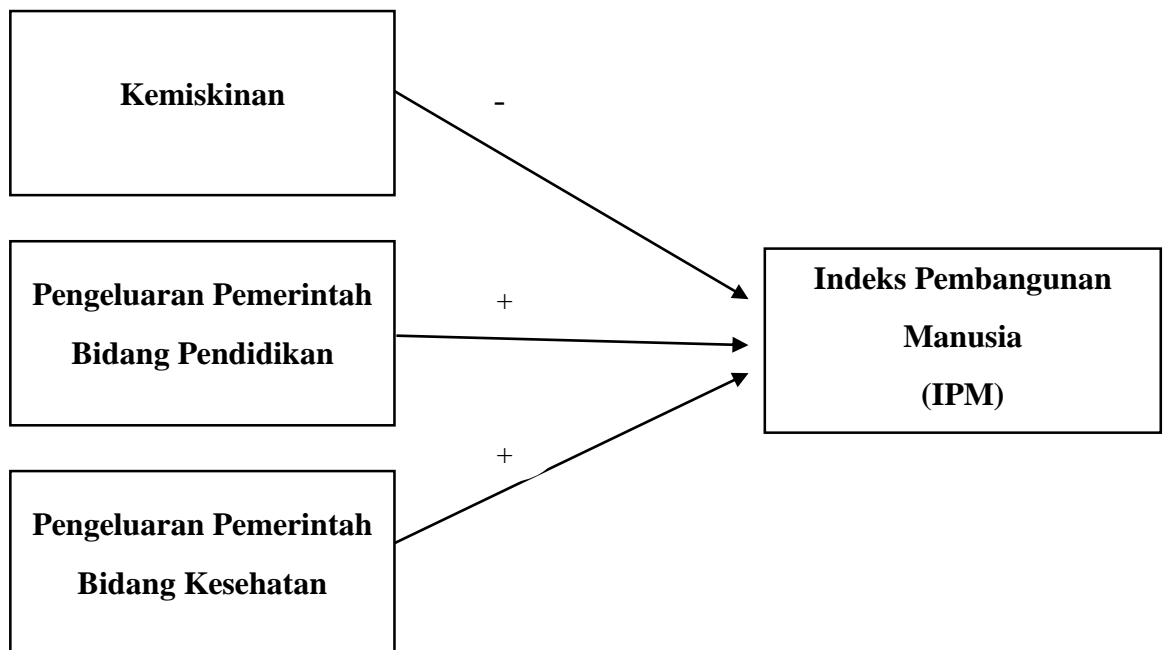 Kemiskinan
-
Pengeluaran Pemerintah
Bidang Pendidikan
+
Indeks Pembangunan
Manusia
(IPM)
+
Pengeluaran Pemerintah
Bidang Kesehatan